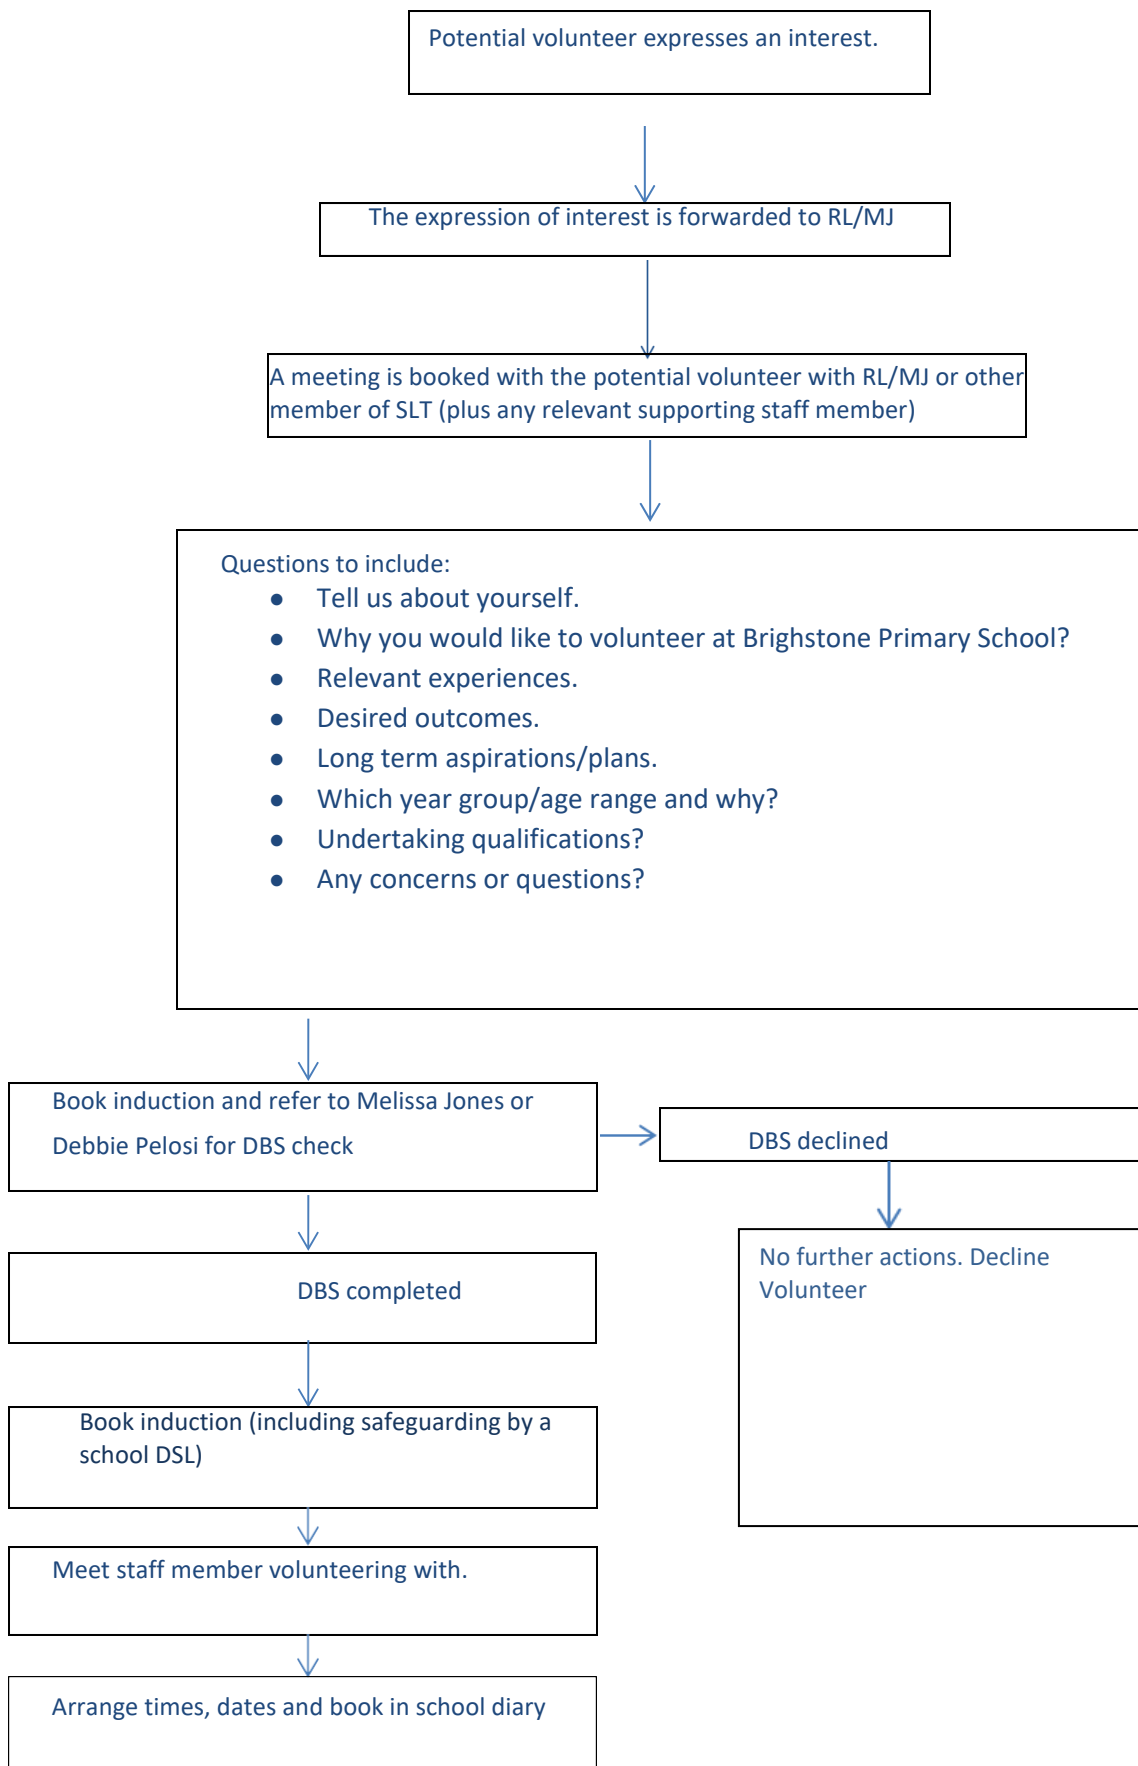 Potential volunteer expresses an interest.
The expression of interest is forwarded to RL/MJ
A meeting is booked with the potential volunteer with RL/MJ or other
member of SLT (plus any relevant supporting staff member)
Questions to include:
● Tell us about yourself.
● Why you would like to volunteer at Brighstone Primary School?
● Relevant experiences.
● Desired outcomes.
● Long term aspirations/plans.
● Which year group/age range and why?
● Undertaking qualifications?
● Any concerns or questions?
Book induction and refer to Melissa Jones or
Debbie Pelosi for DBS check
DBS declined
No further actions. Decline
Volunteer
DBS completed
Book induction (including safeguarding by a
school DSL)
Meet staff member volunteering with.
Arrange times, dates and book in school diary